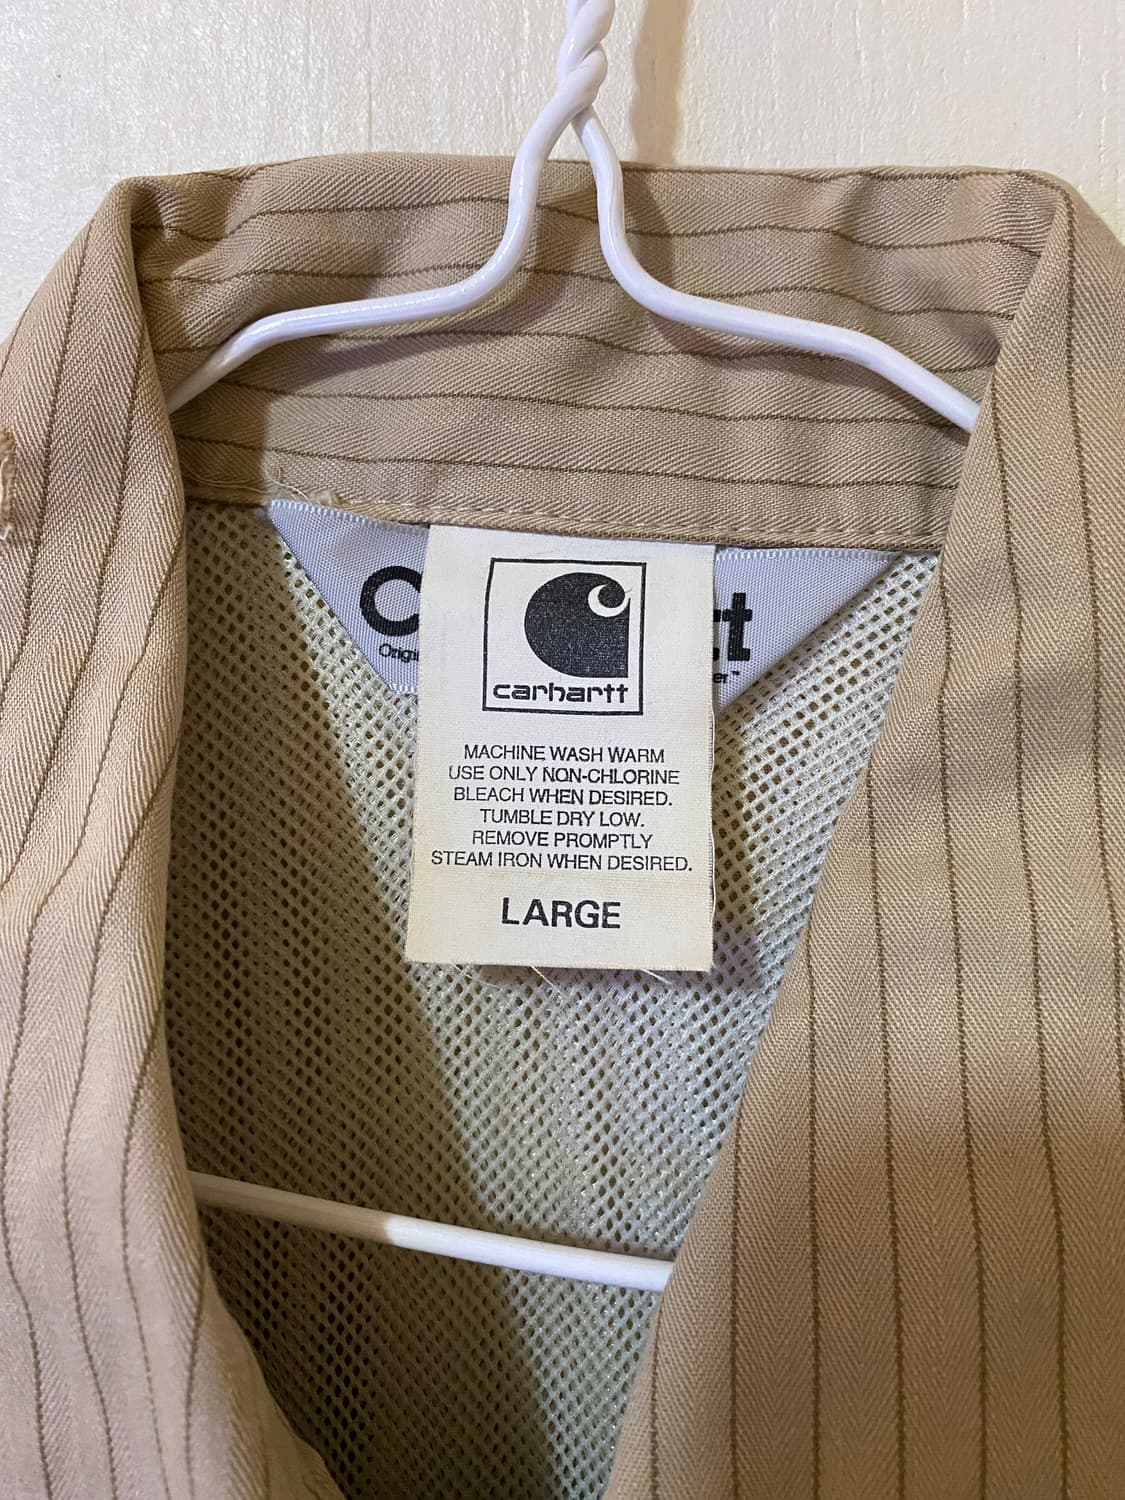 carhartt
MACHINE WASH WARM
USE ONLY NON-CHLORINE
BLEACH WHEN DESIRED.
TUMBLE DRY LOW.
REMOVE PROMPTLY
STEAM IRON WHEN DESIRED.
LARGE